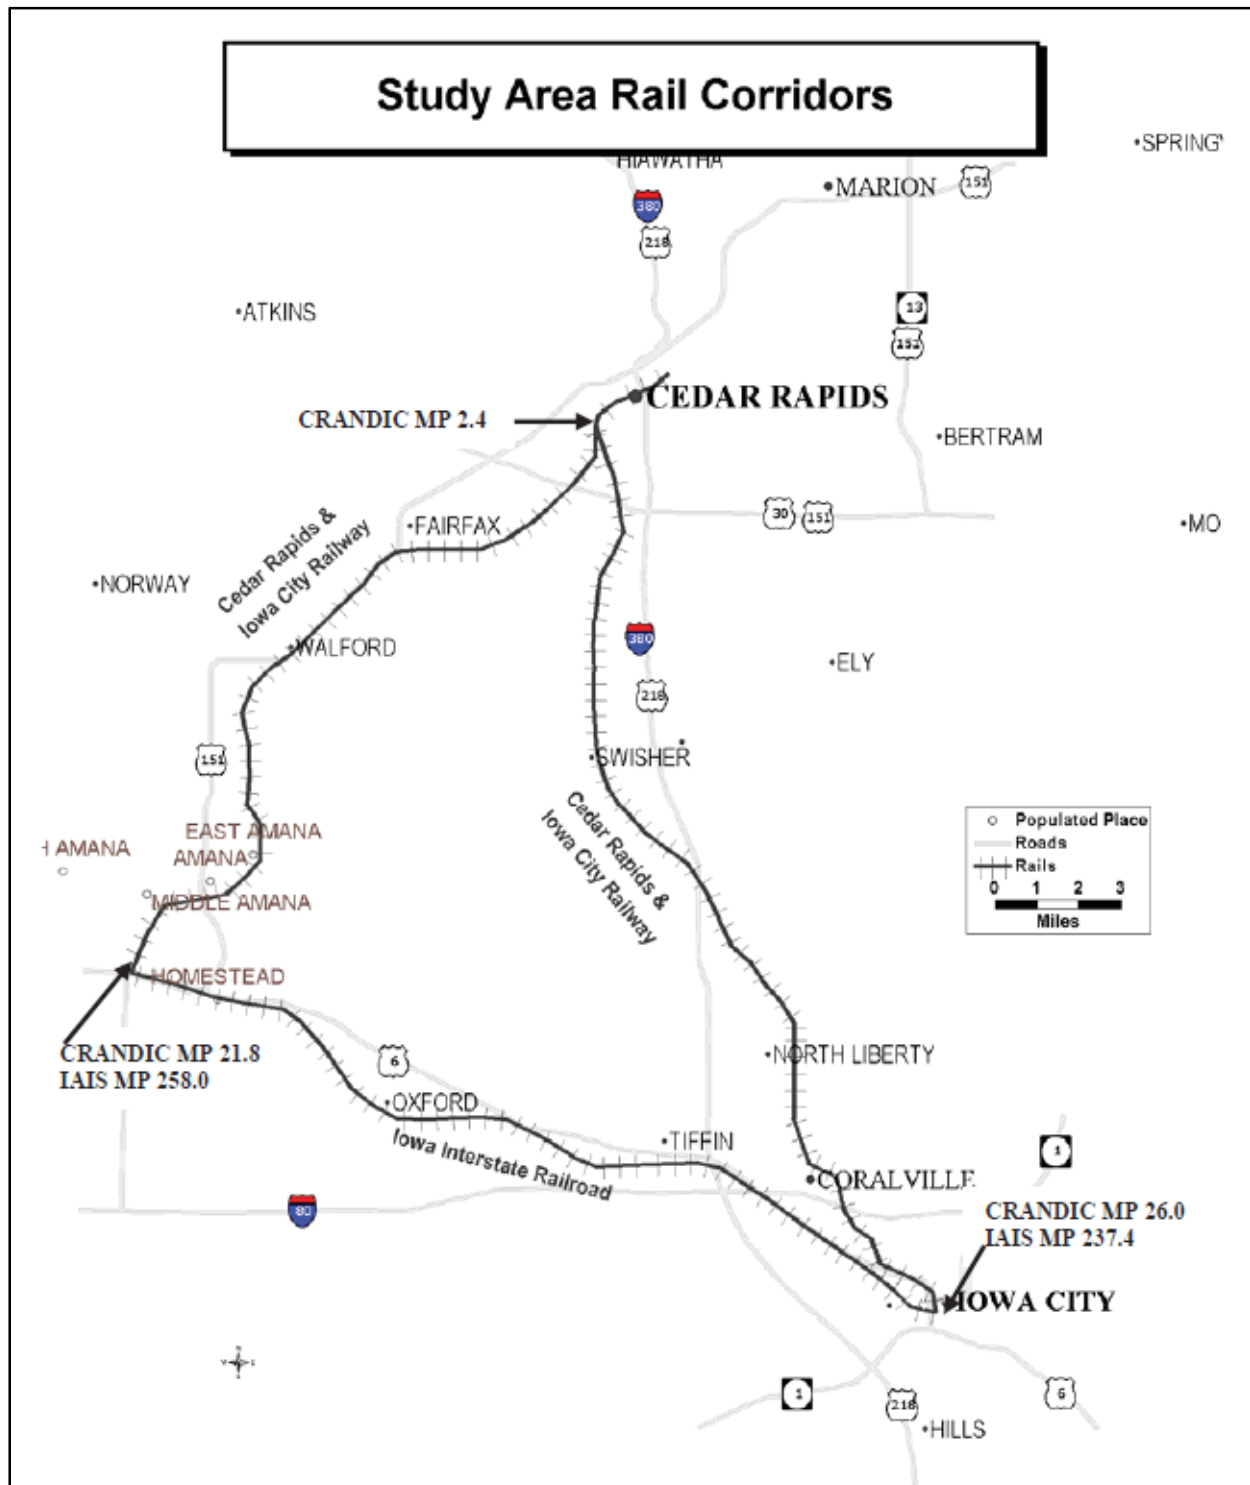 Study Area Rail Corridors
HIAWATHA
SPRING
MARION
151
380
218
ATKINS
13
151
CEDAR RAPIDS
CRANDIC MP 2.4
BERTRAM
30
151
FAIRFAX
MO
Cedar Rapids &
Iowa City Railway
NORWAY
WALFORD
380
ELY
218
151
SWISHER
Cedar Rapids &
Iowa City Railway
Populated Place
Roads
Rails
0 1 2 3
Miles
EAST AMANA
H AMANA
AMANA
MIDDLE AMANA
HOMESTEAD
CRANDIC MP 21.8
IAIS MP 258.0
6
NORTH LIBERTY
OXFORD
Iowa Interstate Railroad
TIFFIN
1
CORALVILLE
80
CRANDIC MP 26.0
IAIS MP 237.4
IOWA CITY
1
218
6
HILLS